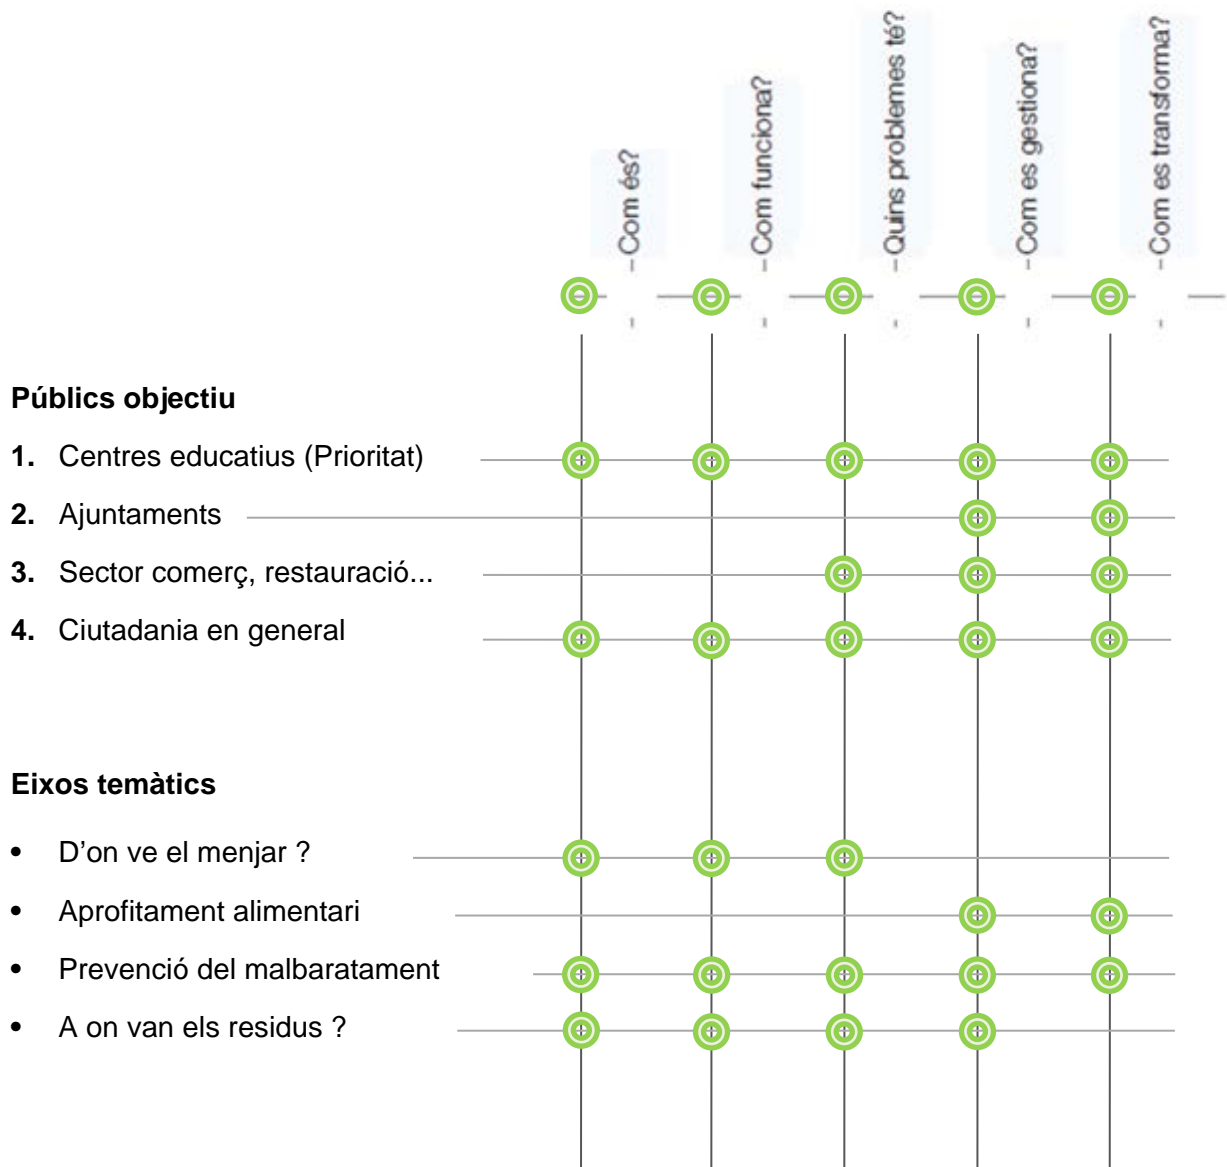 Com és?
Com funciona?
Quins problemes té?
Com es gestiona?
Com es transforma?
Públics objectiu
1. Centres educatius (Prioritat)
2. Ajuntaments
3. Sector comerç, restauració...
4. Ciutadania en general
Eixos temàtics
• D’on ve el menjar ?
• Aprofitament alimentari
• Prevenció del malbaratament
• A on van els residus ?